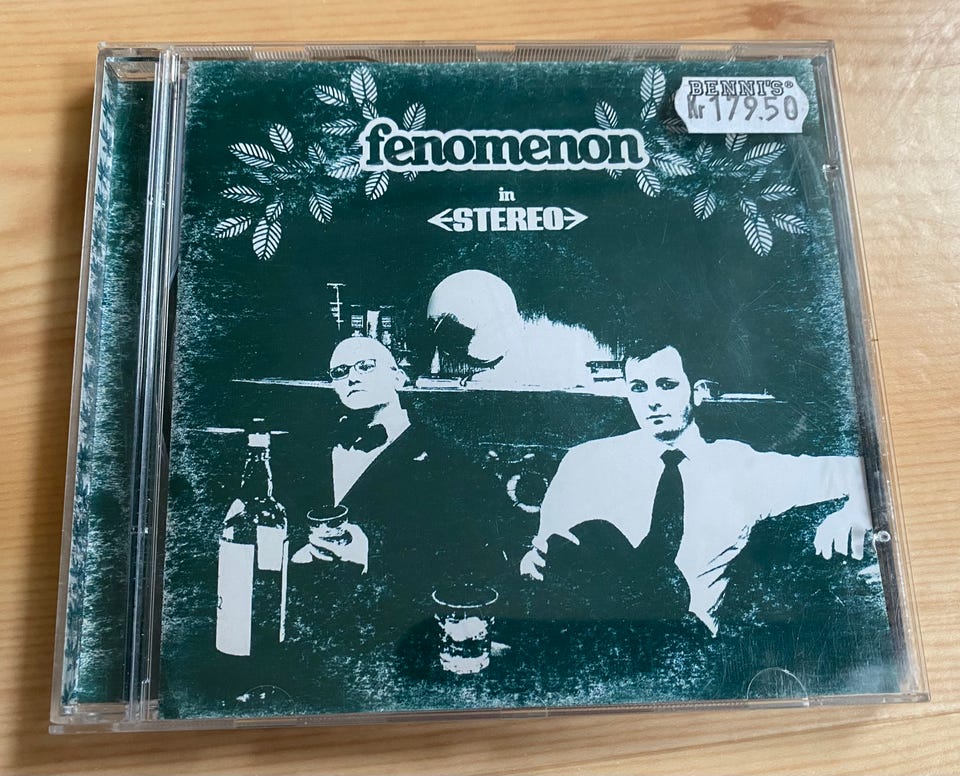 BENNI'S®
Kr 179.50
fenomenon
in
STEREO